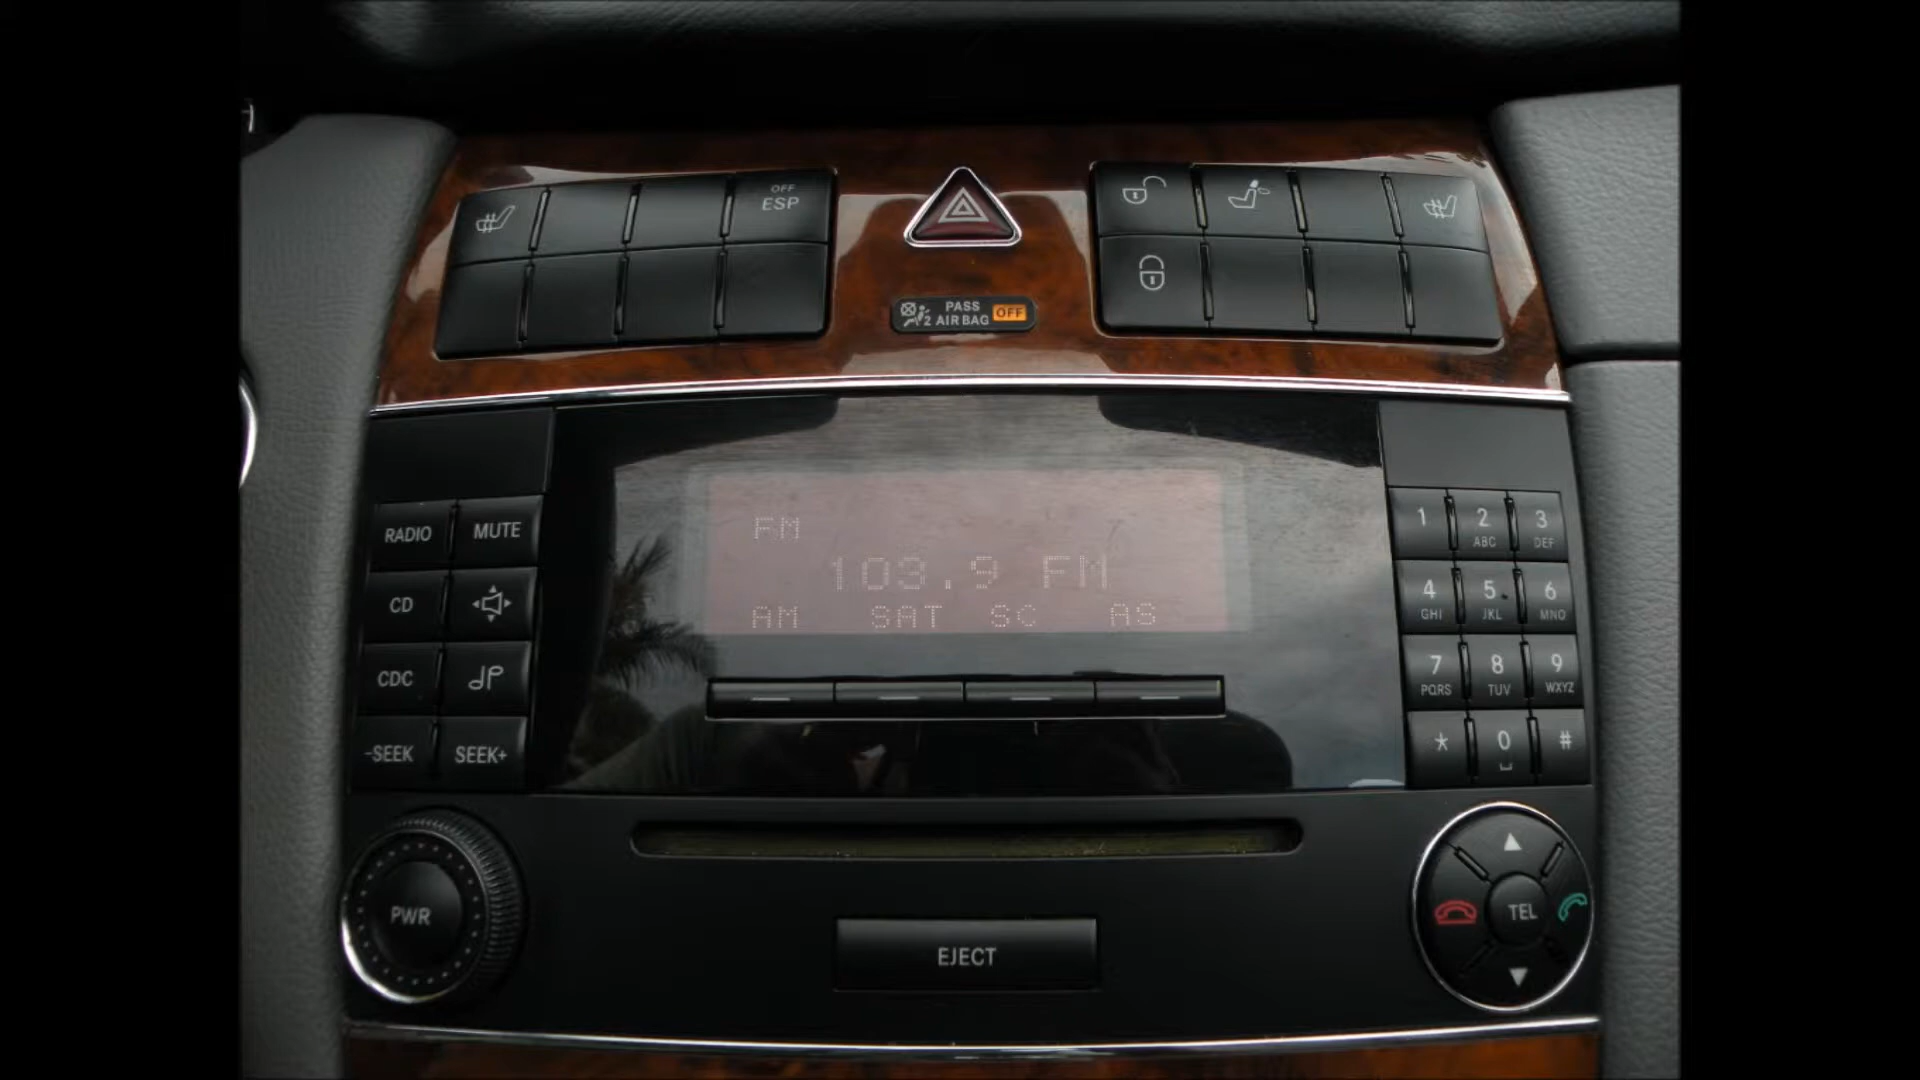 OFF
ESP
PASS
AIR BAG OFF
2
RADIO MUTE
CD
CDC
-SEEK SEEK+
PWR
FM
103.9 FM
AM SAT SC AS
EJECT
1 2 3
ABC DEF
4 5 6
GHI JKL MNO
7 8 9
PQRS TUV WXYZ
* 0 #
TEL